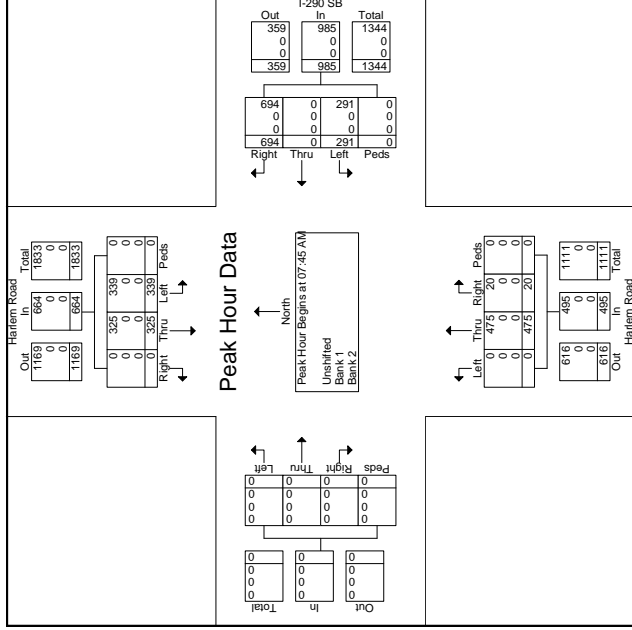 I-290 SB
Out In Total
359 985 1344
0 0 0
0 0 0
359 985 1344
694 0 291 0
0 0 0 0
0 0 0 0
694 0 291 0
Right Thru Left Peds
Harlem Road
Out In Total
1169 664 1833
0 0 0
0 0 0
1169 664 1833
0 325 339 0
0 0 0 0
0 0 0 0
0 325 339 0
Right Thru Left Peds
Peak Hour Data
North
Peak Hour Begins at 07:45 AM
Unshifted
Bank 1
Bank 2
Left Thru Right Peds
0 475 20 0
0 0 0 0
0 0 0 0
0 475 20 0
616 495 1111
0 0 0
0 0 0
616 495 1111
Out In Total
Harlem Road
Left Thru Right Peds
0 0 0 0
0 0 0 0
0 0 0 0
0 0 0 0
0 0 0
0 0 0
0 0 0
0 0 0
Total In Out